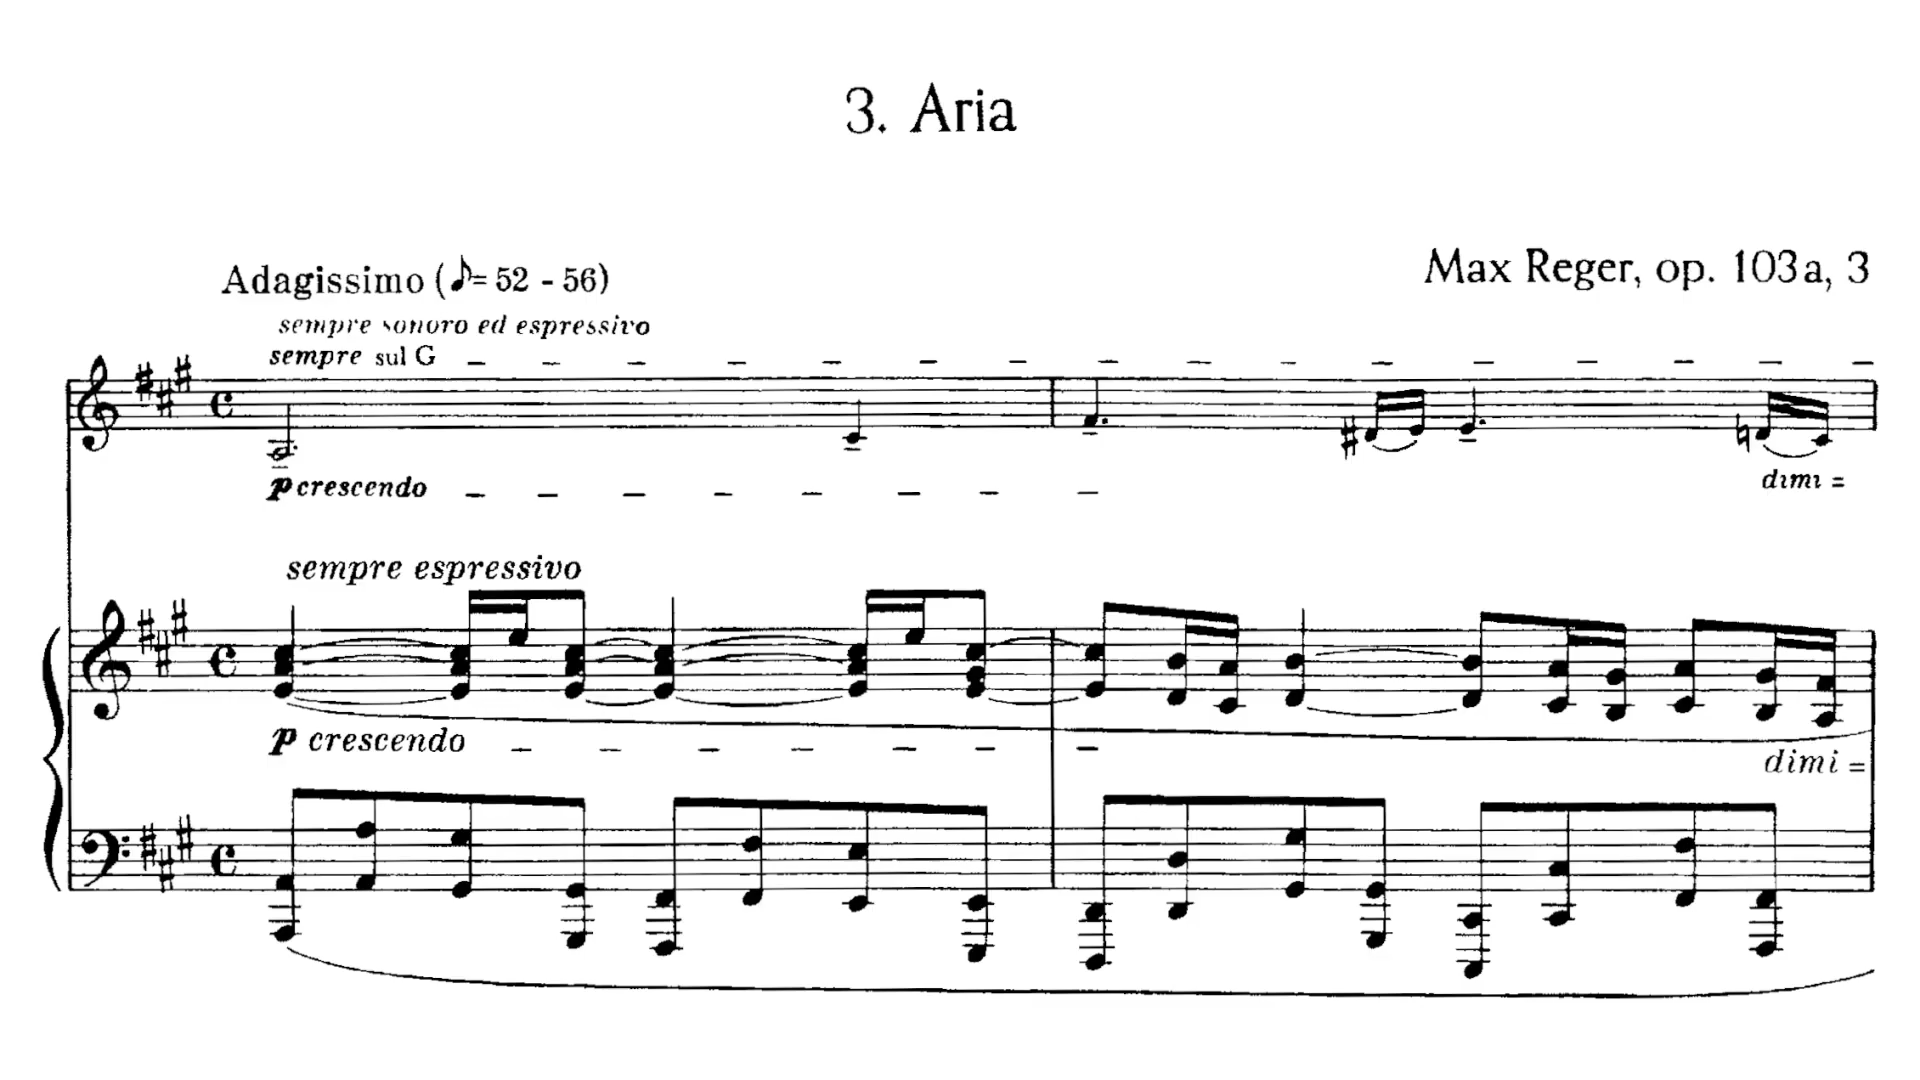 3. Aria
Max Reger, op. 103a, 3
Adagissimo (♪= 52 - 56)
sempre sonoro ed espressivo
sempre sul G
p crescendo
dimi =
sempre espressivo
p crescendo
dimi =